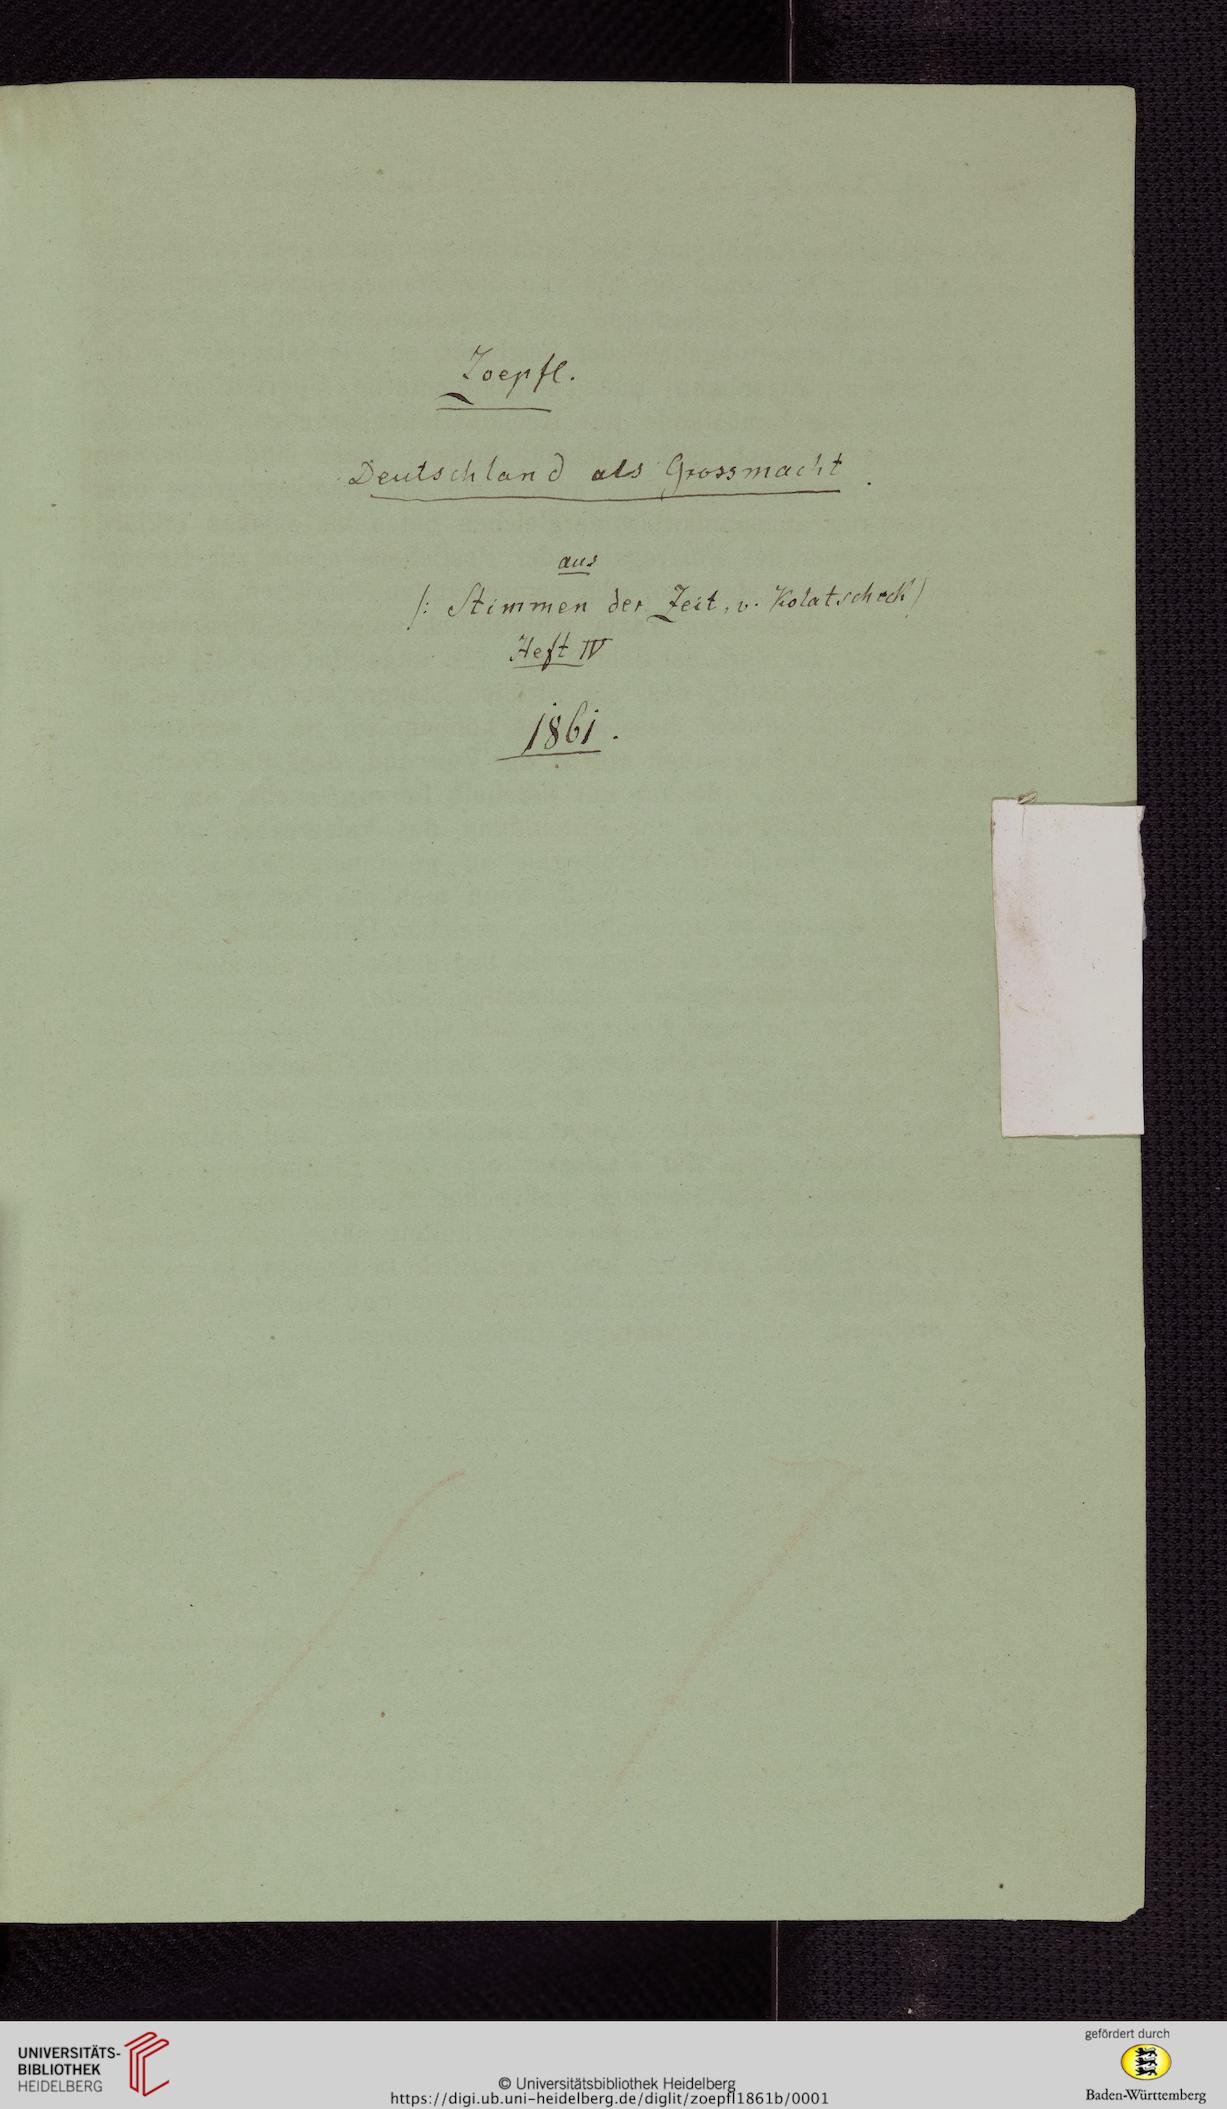 Zoepfl.
Deutschland als Grossmacht.
aus
/: Stimmen der Zeit, v. Kolatscheck/
Heft IV
1861.
UNIVERSITÄTS-
BIBLIOTHEK
HEIDELBERG
© Universitätsbibliothek Heidelberg
https://digi.ub.uni-heidelberg.de/diglit/zoepfl1861b/0001
gefördert durch
Baden-Württemberg